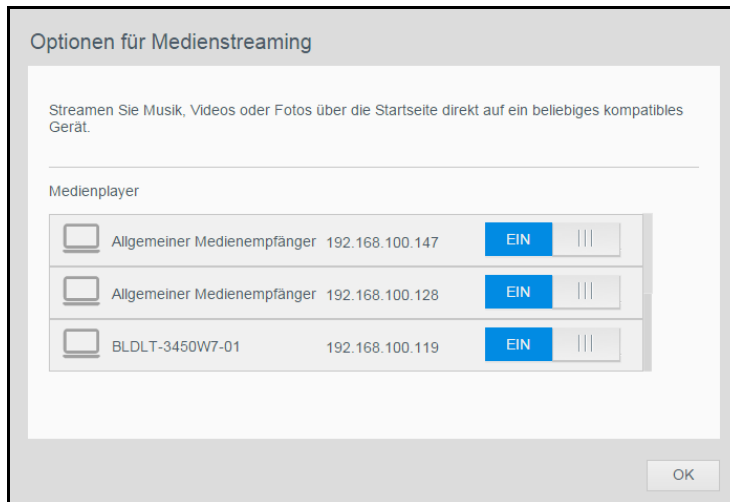 Optionen für Medienstreaming
Streamen Sie Musik, Videos oder Fotos über die Startseite direkt auf ein beliebiges kompatibles
Gerät.
Medienplayer
Allgemeiner Medienempfänger 192.168.100.147 EIN
Allgemeiner Medienempfänger 192.168.100.128 EIN
BLDLT-3450W7-01 192.168.100.119 EIN
OK